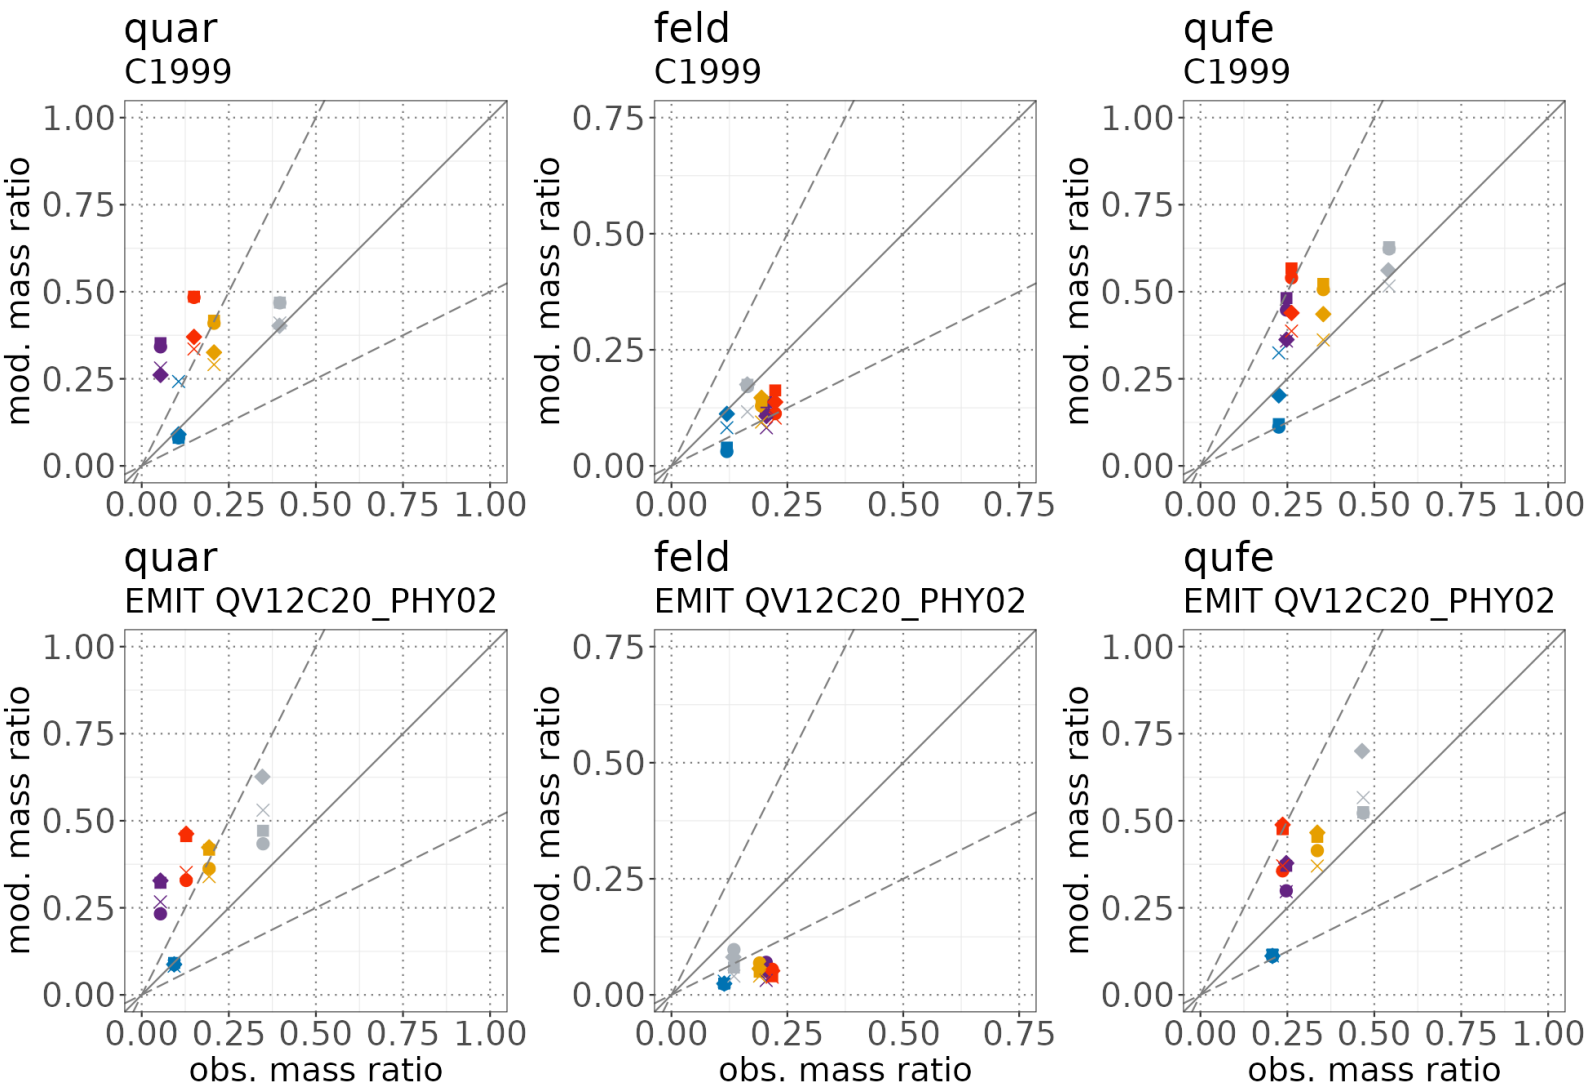 quar
C1999
mod. mass ratio
1.00
0.75
0.50
0.25
0.00
0.00 0.25 0.50 0.75 1.00
feld
C1999
mod. mass ratio
0.75
0.50
0.25
0.00
0.00 0.25 0.50 0.75
qufe
C1999
mod. mass ratio
1.00
0.75
0.50
0.25
0.00
0.00 0.25 0.50 0.75 1.00
quar
EMIT QV12C20_PHY02
mod. mass ratio
1.00
0.75
0.50
0.25
0.00
0.00 0.25 0.50 0.75 1.00
obs. mass ratio
feld
EMIT QV12C20_PHY02
mod. mass ratio
0.75
0.50
0.25
0.00
0.00 0.25 0.50 0.75
obs. mass ratio
qufe
EMIT QV12C20_PHY02
mod. mass ratio
1.00
0.75
0.50
0.25
0.00
0.00 0.25 0.50 0.75 1.00
obs. mass ratio